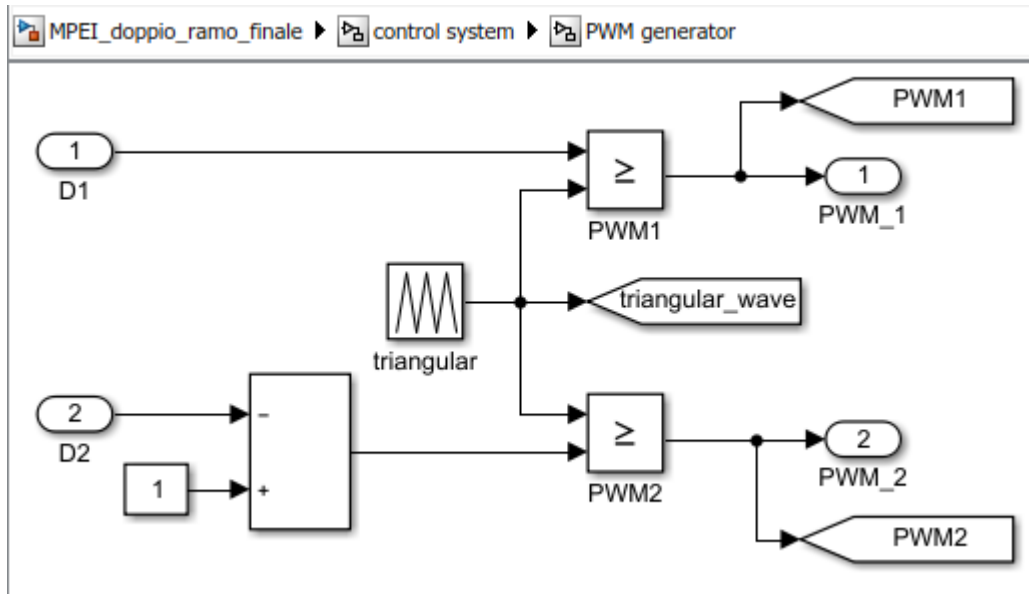 MPEI_doppio_ramo_finale control system PWM generator
PWM1
1
D1
≥
PWM1
1
PWM_1
triangular_wave
triangular
2
D2
−
1
+
≥
PWM2
2
PWM_2
PWM2